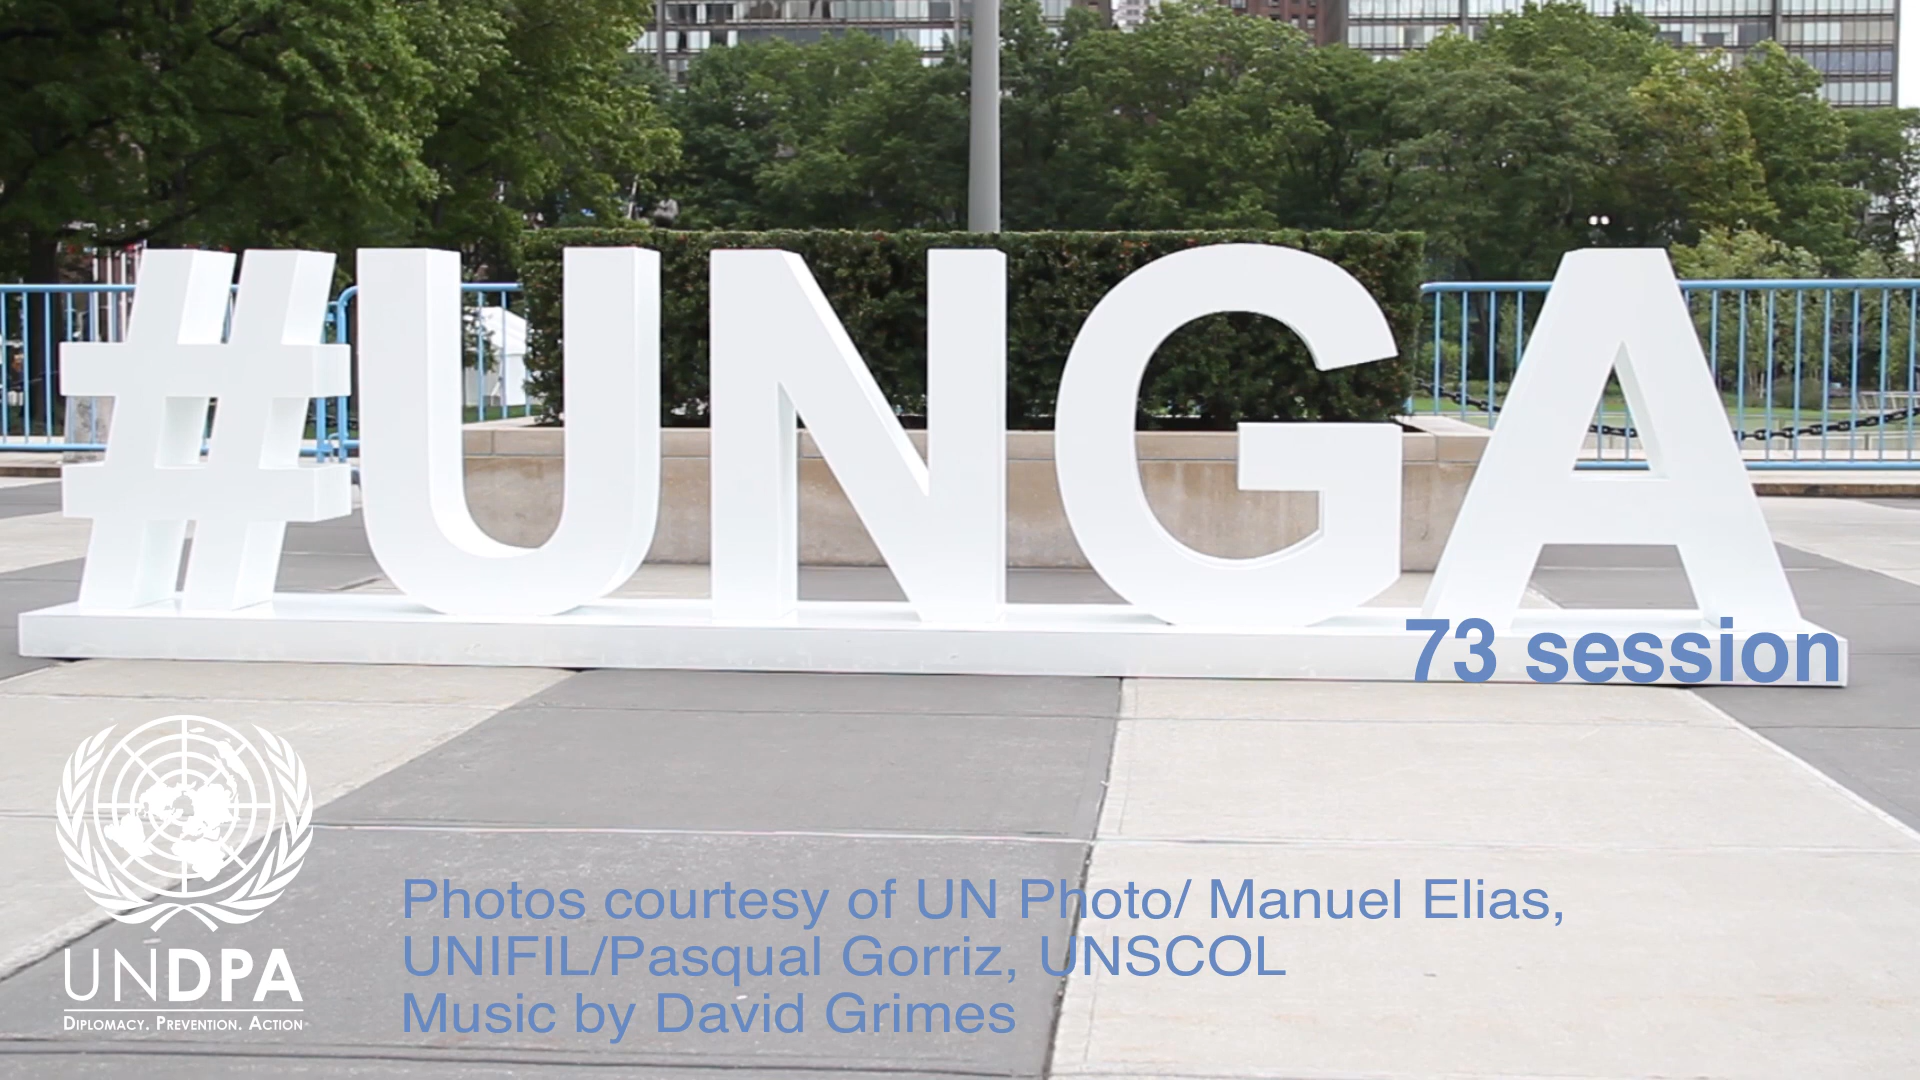 #UNGA
73 session
UNDPA
DIPLOMACY. PREVENTION. ACTION
Photos courtesy of UN Photo/ Manuel Elias,
UNIFIL/Pasqual Gorriz, UNSCOL
Music by David Grimes